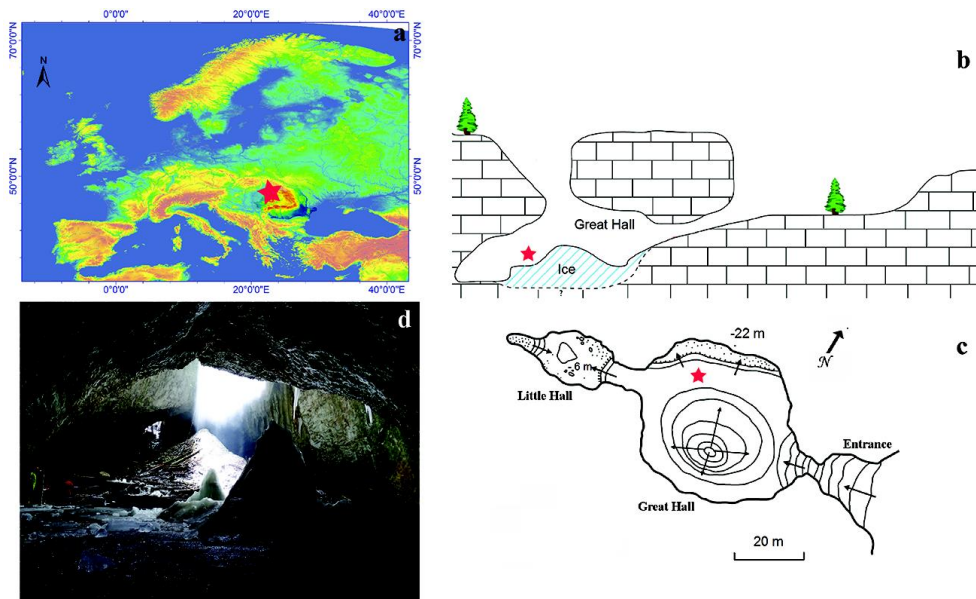 0°0'0"
20°0'0"E
40°0'0"E
a
70°0'0"N
N
50°0'0"N
70°0'0"N
50°0'0"N
0°0'0"
20°0'0"E
40°0'0"E
b
Great Hall
Ice
?
d
c
-22 m
N
6 m
Little Hall
Entrance
Great Hall
20 m